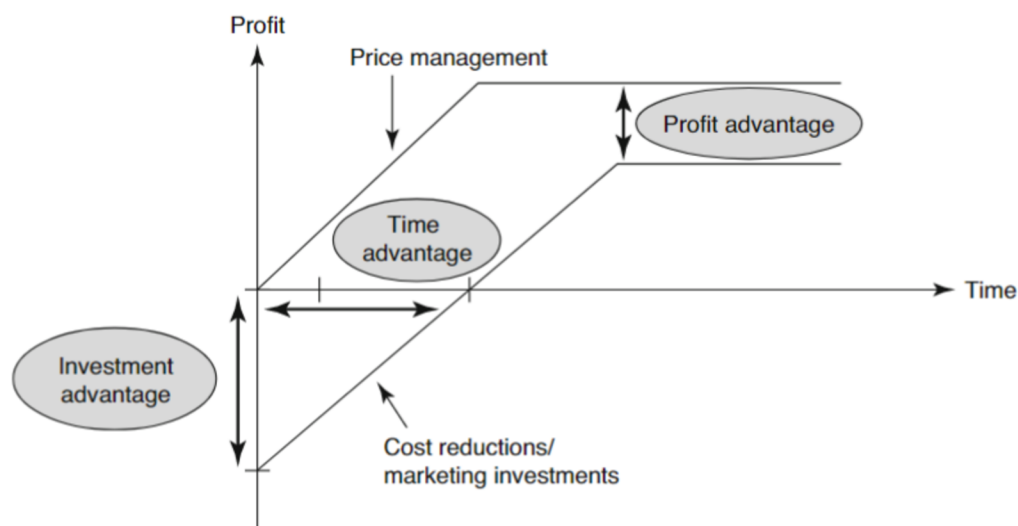 Profit
Price management
Profit advantage
Time
advantage
Time
Investment
advantage
Cost reductions/
marketing investments